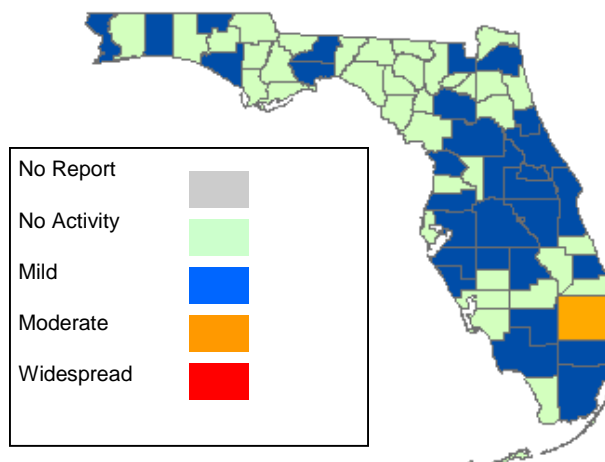 No Report
No Activity
Mild
Moderate
Widespread